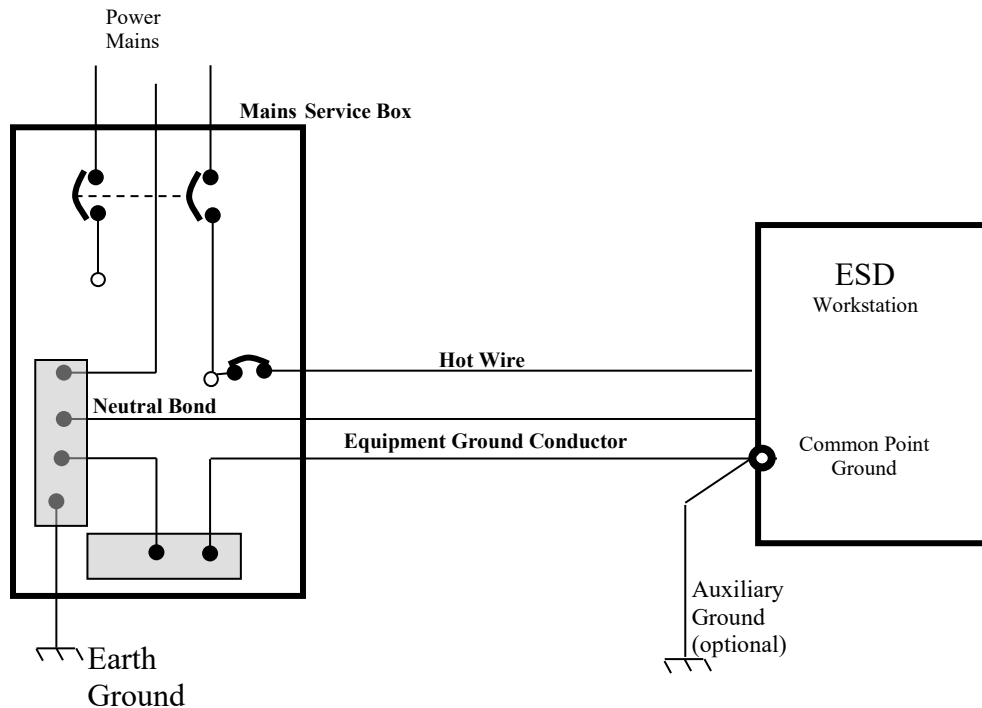 Power
Mains
Mains Service Box
ESD
Workstation
Hot Wire
Neutral Bond
Equipment Ground Conductor
Common Point
Ground
Auxiliary
Ground
(optional)
Earth
Ground